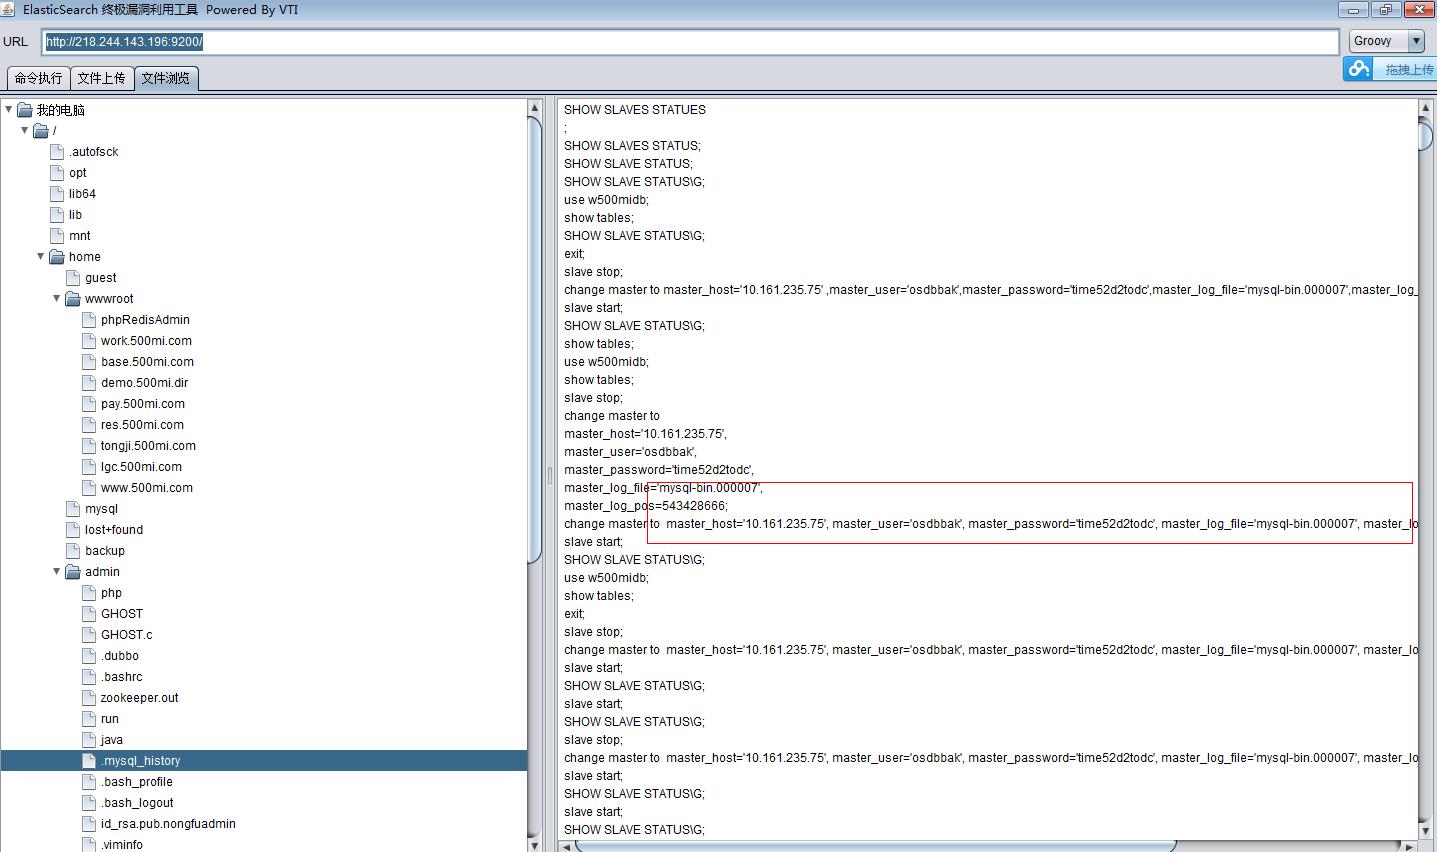 ElasticSearch 终极漏洞利用工具 Powered By VTI
URL
http://218.244.143.196:9200/
Groovy
拖拽上传
命令执行
文件上传
文件浏览
我的电脑
/
.autofsck
opt
lib64
lib
mnt
home
guest
wwwroot
phpRedisAdmin
work.500mi.com
base.500mi.com
demo.500mi.dir
pay.500mi.com
res.500mi.com
tongji.500mi.com
lgc.500mi.com
www.500mi.com
mysql
lost+found
backup
admin
php
GHOST
GHOST.c
.dubbo
.bashrc
zookeeper.out
run
java
.mysql_history
.bash_profile
.bash_logout
id_rsa.pub.nongfuadmin
.viminfo
SHOW SLAVES STATUES
;
SHOW SLAVES STATUS;
SHOW SLAVE STATUS;
SHOW SLAVE STATUS\G;
use w500midb;
show tables;
SHOW SLAVE STATUS\G;
exit;
slave stop;
change master to master_host='10.161.235.75' ,master_user='osdbbak',master_password='time52d2todc',master_log_file='mysql-bin.000007',master_log_
slave start;
SHOW SLAVE STATUS\G;
show tables;
use w500midb;
show tables;
slave stop;
change master to
master_host='10.161.235.75',
master_user='osdbbak',
master_password='time52d2todc',
master_log_file='mysql-bin.000007',
master_log_pos=543428666;
change master to  master_host='10.161.235.75', master_user='osdbbak', master_password='time52d2todc', master_log_file='mysql-bin.000007', master_lo
slave start;
SHOW SLAVE STATUS\G;
use w500midb;
show tables;
exit;
slave stop;
change master to  master_host='10.161.235.75', master_user='osdbbak', master_password='time52d2todc', master_log_file='mysql-bin.000007', master_lo
slave start;
SHOW SLAVE STATUS\G;
slave start;
SHOW SLAVE STATUS\G;
slave stop;
change master to  master_host='10.161.235.75', master_user='osdbbak', master_password='time52d2todc', master_log_file='mysql-bin.000007', master_lo
slave start;
SHOW SLAVE STATUS\G;
slave start;
SHOW SLAVE STATUS\G;